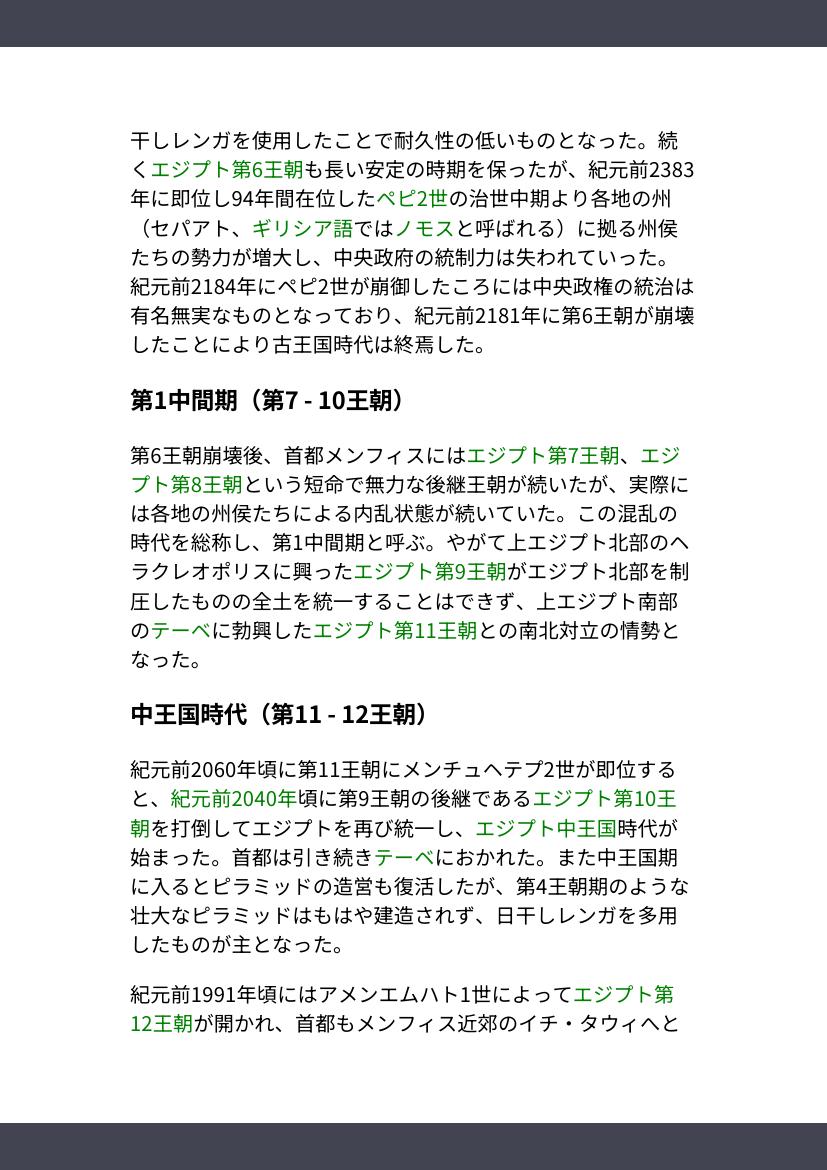 干しレンガを使用したことで耐久性の低いものとなった。続
くエジプト第6王朝も長い安定の時期を保ったが、紀元前2383
年に即位し94年間在位したペピ2世の治世中期より各地の州
（セパアト、ギリシア語ではノモスと呼ばれる）に拠る州侯
たちの勢力が増大し、中央政府の統制力は失われていった。
紀元前2184年にペピ2世が崩御したころには中央政権の統治は
有名無実なものとなっており、紀元前2181年に第6王朝が崩壊
したことにより古王国時代は終焉した。
第1中間期（第7 - 10王朝）
第6王朝崩壊後、首都メンフィスにはエジプト第7王朝、エジ
プト第8王朝という短命で無力な後継王朝が続いたが、実際に
は各地の州侯たちによる内乱状態が続いていた。この混乱の
時代を総称し、第1中間期と呼ぶ。やがて上エジプト北部のヘ
ラクレオポリスに興ったエジプト第9王朝がエジプト北部を制
圧したものの全土を統一することはできず、上エジプト南部
のテーベに勃興したエジプト第11王朝との南北対立の情勢と
なった。
中王国時代（第11 - 12王朝）
紀元前2060年頃に第11王朝にメンチュヘテプ2世が即位する
と、紀元前2040年頃に第9王朝の後継であるエジプト第10王
朝を打倒してエジプトを再び統一し、エジプト中王国時代が
始まった。首都は引き続きテーベにおかれた。また中王国期
に入るとピラミッドの造営も復活したが、第4王朝期のような
壮大なピラミッドはもはや建造されず、日干しレンガを多用
したものが主となった。
紀元前1991年頃にはアメンエムハト1世によってエジプト第
12王朝が開かれ、首都もメンフィス近郊のイチ・タウィへと